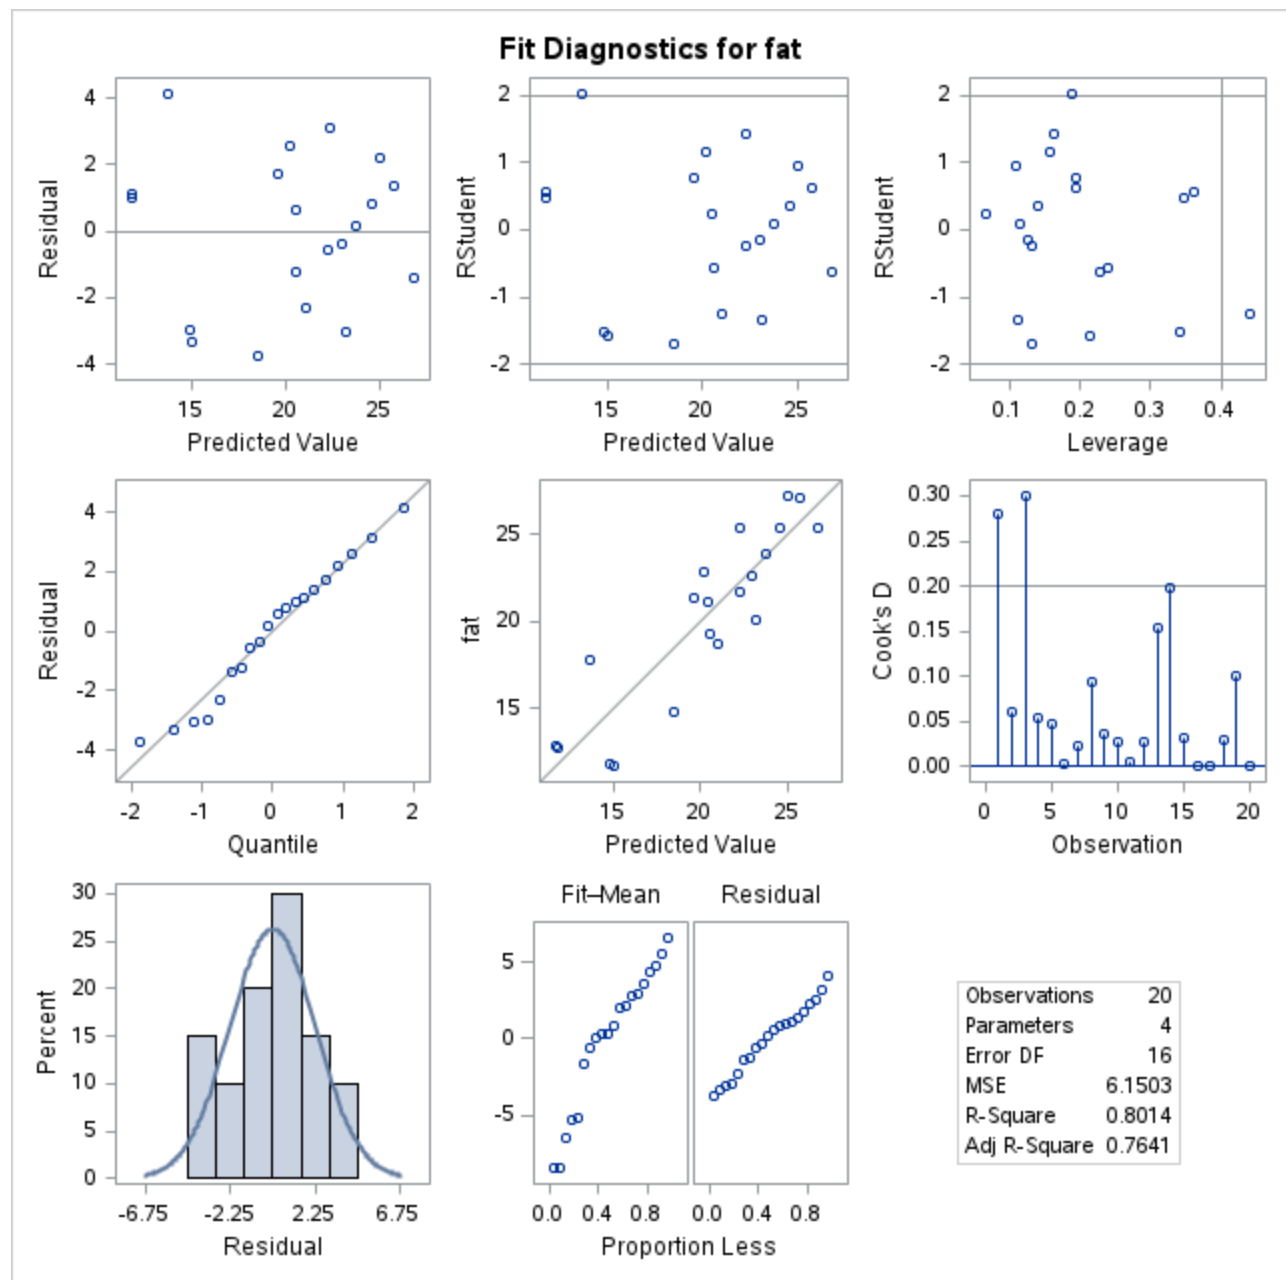 Fit Diagnostics for fat
4
2
0
-2
-4
Residual
15 20 25
Predicted Value
2
1
0
-1
-2
RStudent
15 20 25
Predicted Value
2
1
0
-1
-2
RStudent
0.1 0.2 0.3 0.4
Leverage
4
2
0
-2
-4
Residual
-2 -1 0 1 2
Quantile
25
20
15
fat
15 20 25
Predicted Value
0.30
0.25
0.20
0.15
0.10
0.05
0.00
Cook's D
0 5 10 15 20
Observation
30
25
20
15
10
5
0
Percent
-6.75 -2.25 2.25 6.75
Residual
Fit–Mean Residual
5
0
-5
0.0 0.4 0.8 0.0 0.4 0.8
Proportion Less
Observations 20
Parameters 4
Error DF 16
MSE 6.1503
R-Square 0.8014
Adj R-Square 0.7641